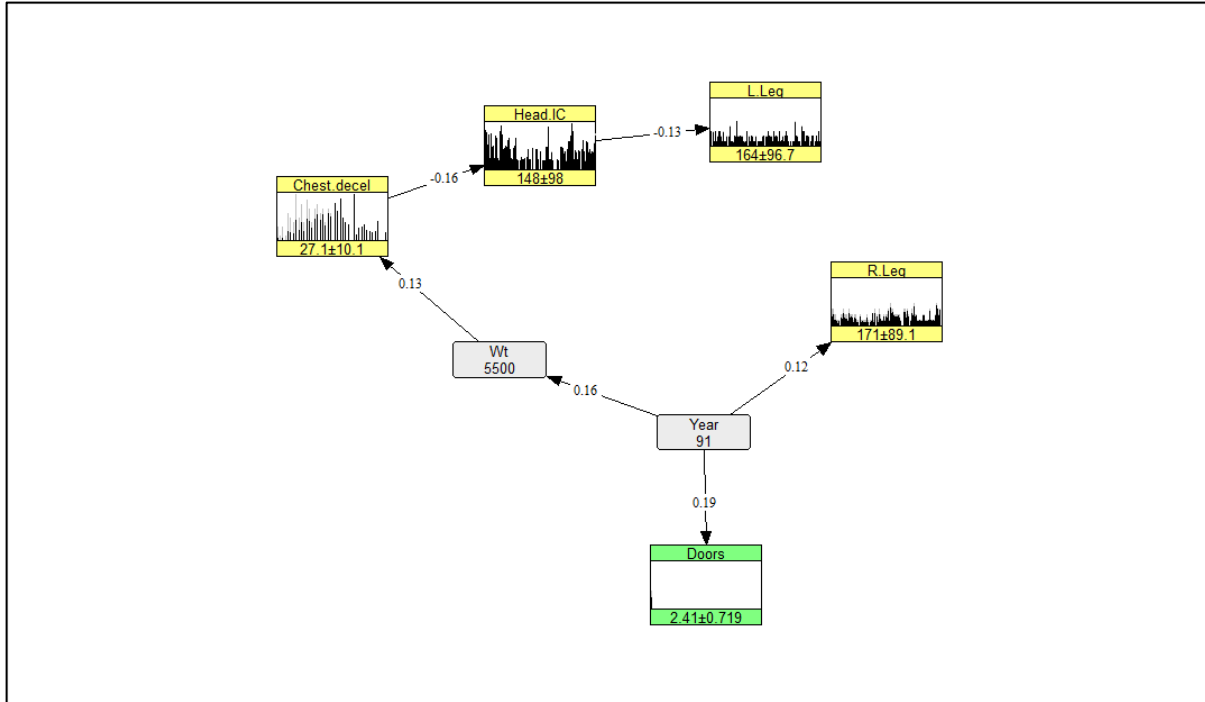 L.Leg
164±96.7
Head.IC
148±98
-0.13
Chest.decel
27.1±10.1
-0.16
0.13
R.Leg
171±89.1
Wt
5500
0.16
0.12
Year
91
0.19
Doors
2.41±0.719